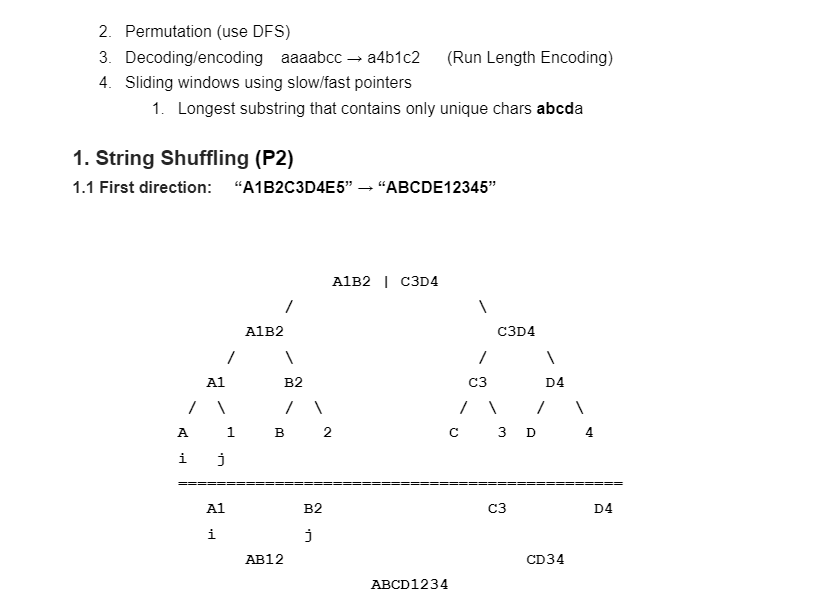 2. Permutation (use DFS)
3. Decoding/encoding aaaabcc → a4b1c2 (Run Length Encoding)
4. Sliding windows using slow/fast pointers
1. Longest substring that contains only unique chars abcda
1. String Shuffling (P2)
1.1 First direction: “A1B2C3D4E5” → “ABCDE12345”
A1B2 | C3D4
/ \
A1B2 C3D4
/ \ / \
A1 B2 C3 D4
/ \ / \ / \ / \
A 1 B 2 C 3 D 4
i j
==============================================
A1 B2 C3 D4
i j
AB12 CD34
ABCD1234